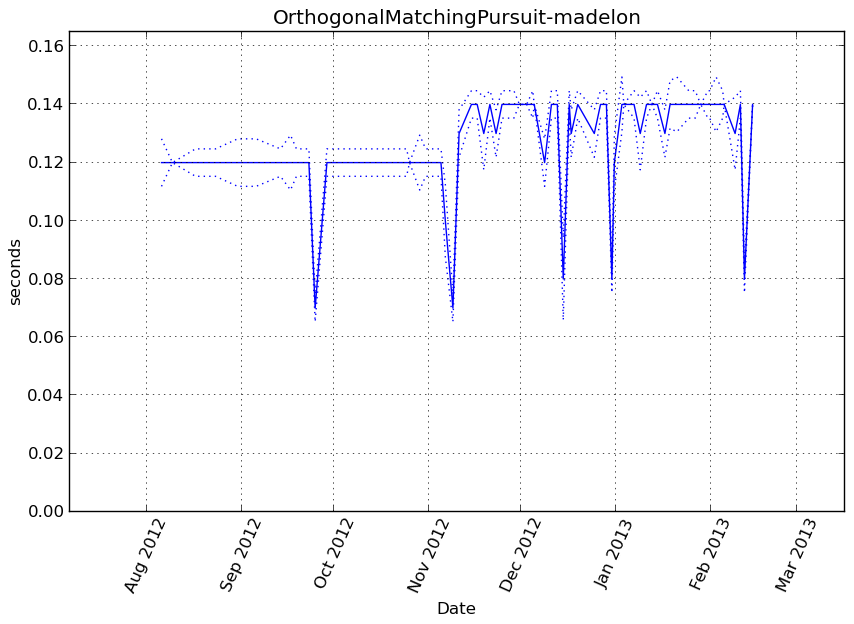 OrthogonalMatchingPursuit-madelon
0.16
0.14
0.12
0.10
0.08
0.06
0.04
0.02
0.00
seconds
Aug 2012
Sep 2012
Oct 2012
Nov 2012
Dec 2012
Jan 2013
Feb 2013
Mar 2013
Date